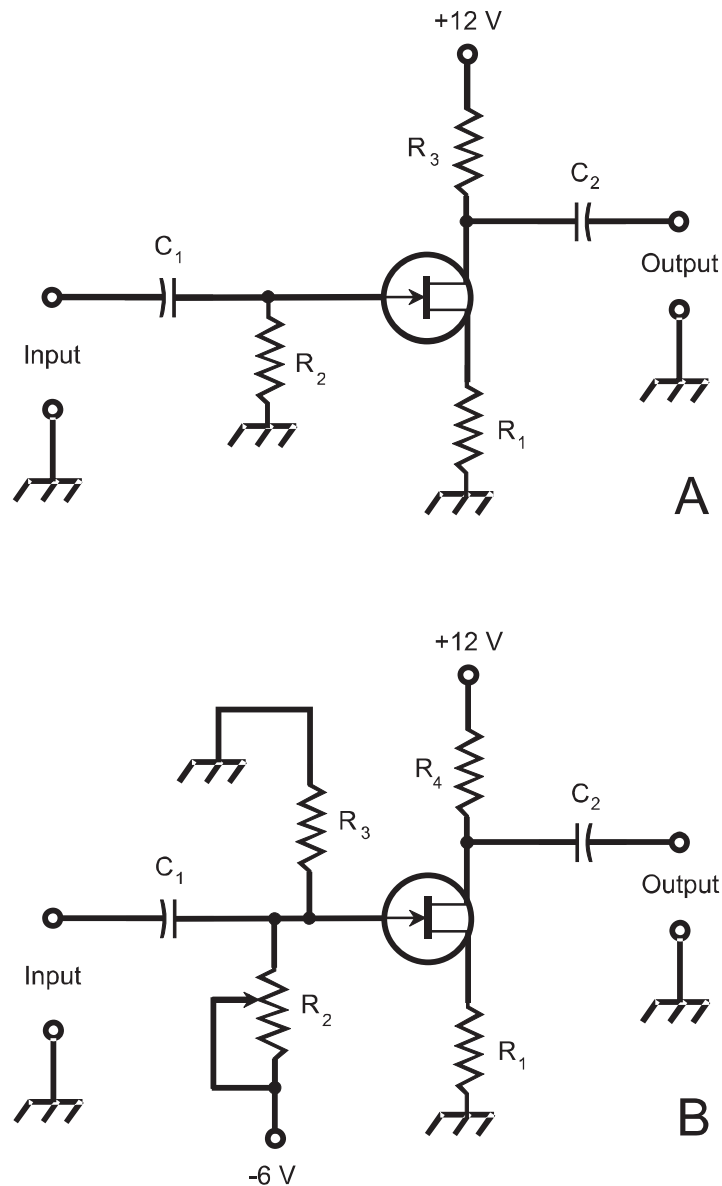 +12 V
R3
C2
C1
Output
Input
R2
R1
A
+12 V
R4
C2
R3
C1
Output
Input
R2
R1
B
-6 V